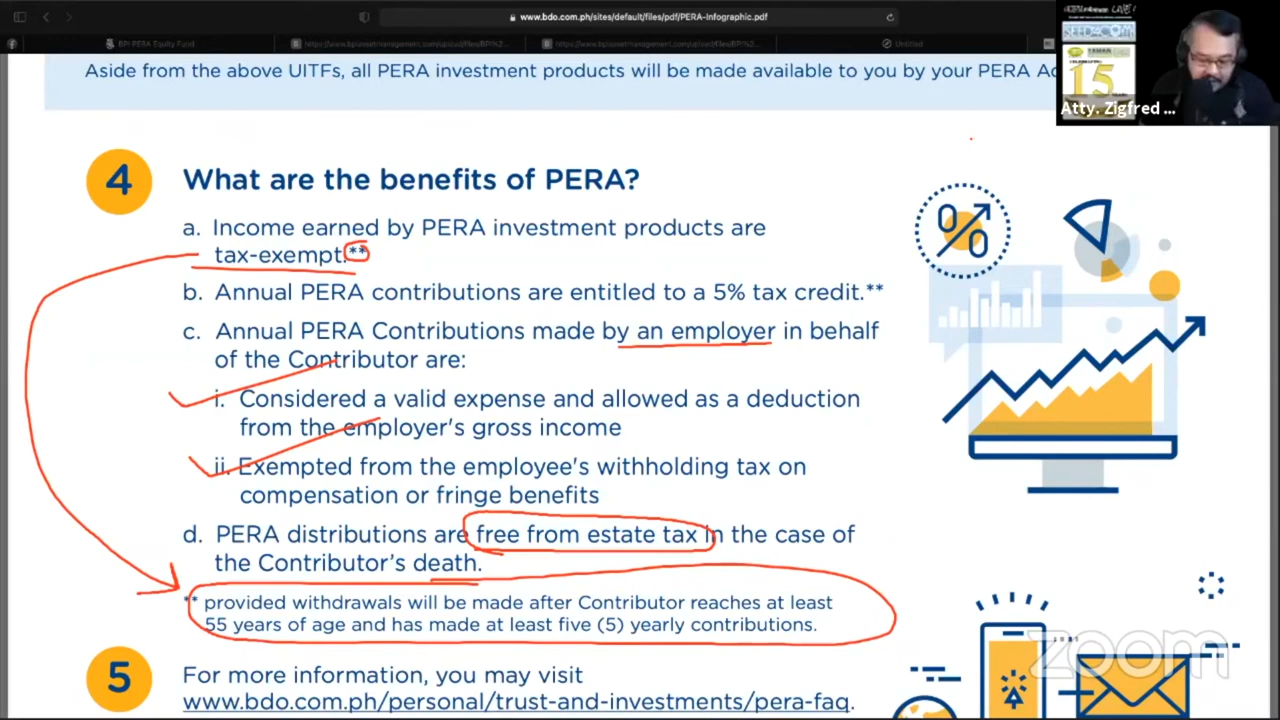 www.bdo.com.ph/sites/default/files/pdf/PERA-Infographic.pdf
BPI PERA Equity Fund
Untitled
LIVE!
15
Atty. Zigfred ...
Aside from the above UITFs, all PERA investment products will be made available to you by your PERA
4
What are the benefits of PERA?
a. Income earned by PERA investment products are
tax-exempt.**
b. Annual PERA contributions are entitled to a 5% tax credit.**
c. Annual PERA Contributions made by an employer in behalf
of the Contributor are:
i. Considered a valid expense and allowed as a deduction
from the employer's gross income
ii. Exempted from the employee's withholding tax on
compensation or fringe benefits
d. PERA distributions are free from estate tax in the case of
the Contributor's death.
** provided withdrawals will be made after Contributor reaches at least
55 years of age and has made at least five (5) yearly contributions.
5
For more information, you may visit
www.bdo.com.ph/personal/trust-and-investments/pera-faq.
zoom